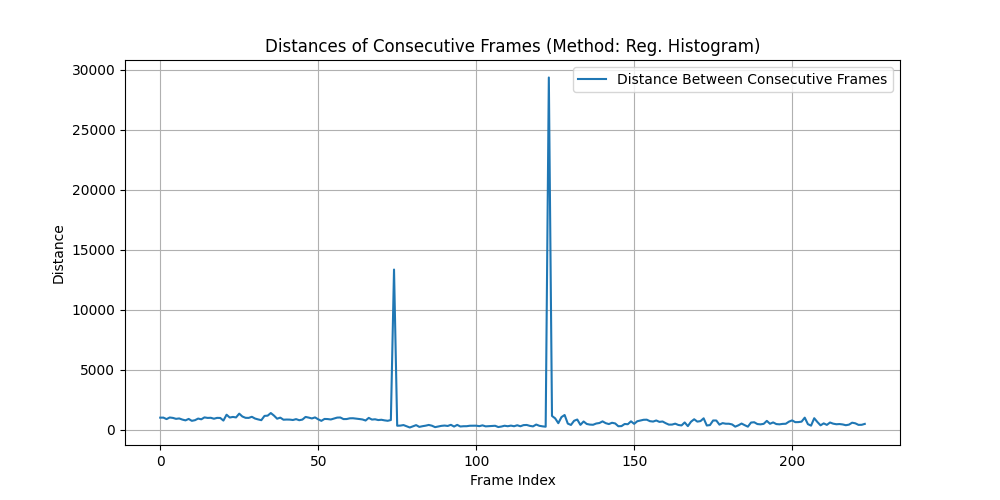 Distances of Consecutive Frames (Method: Reg. Histogram)
Distance Between Consecutive Frames
30000
25000
20000
15000
10000
5000
0
Distance
0 50 100 150 200
Frame Index